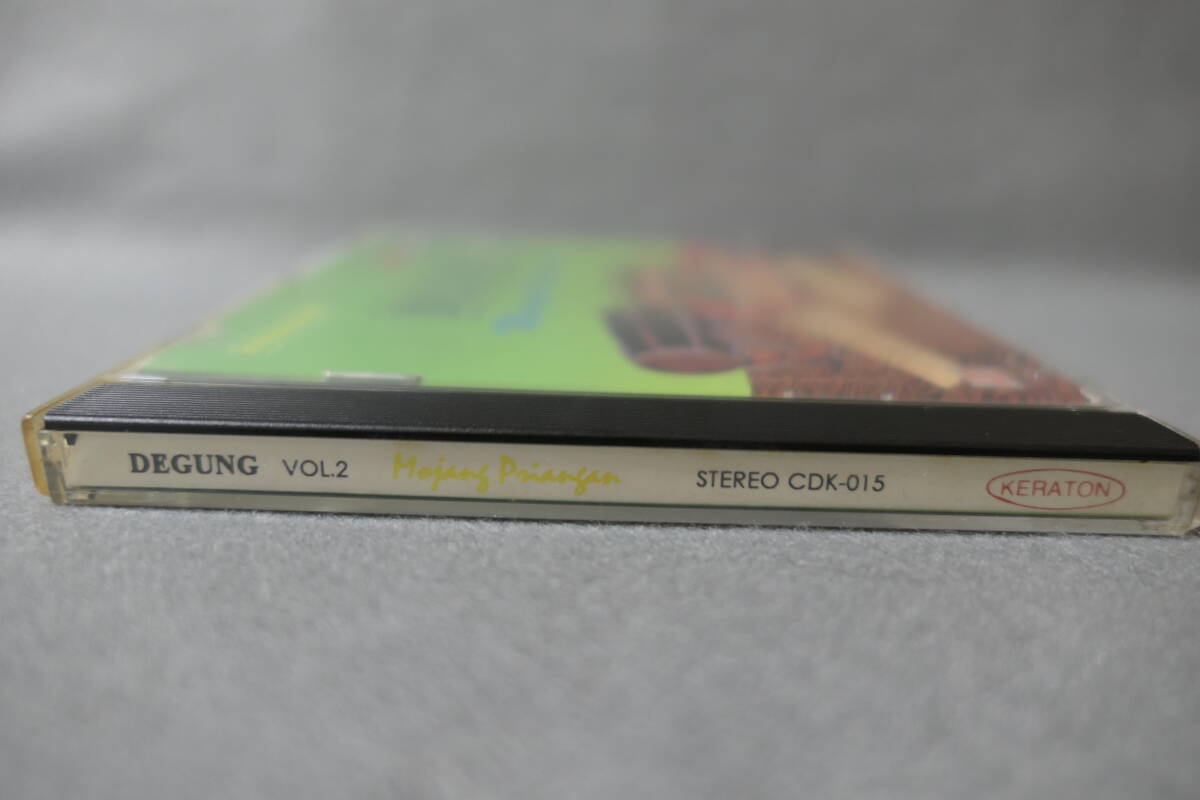 DEGUNG VOL.2 Mojang Priangan STEREO CDK-015 KERATON